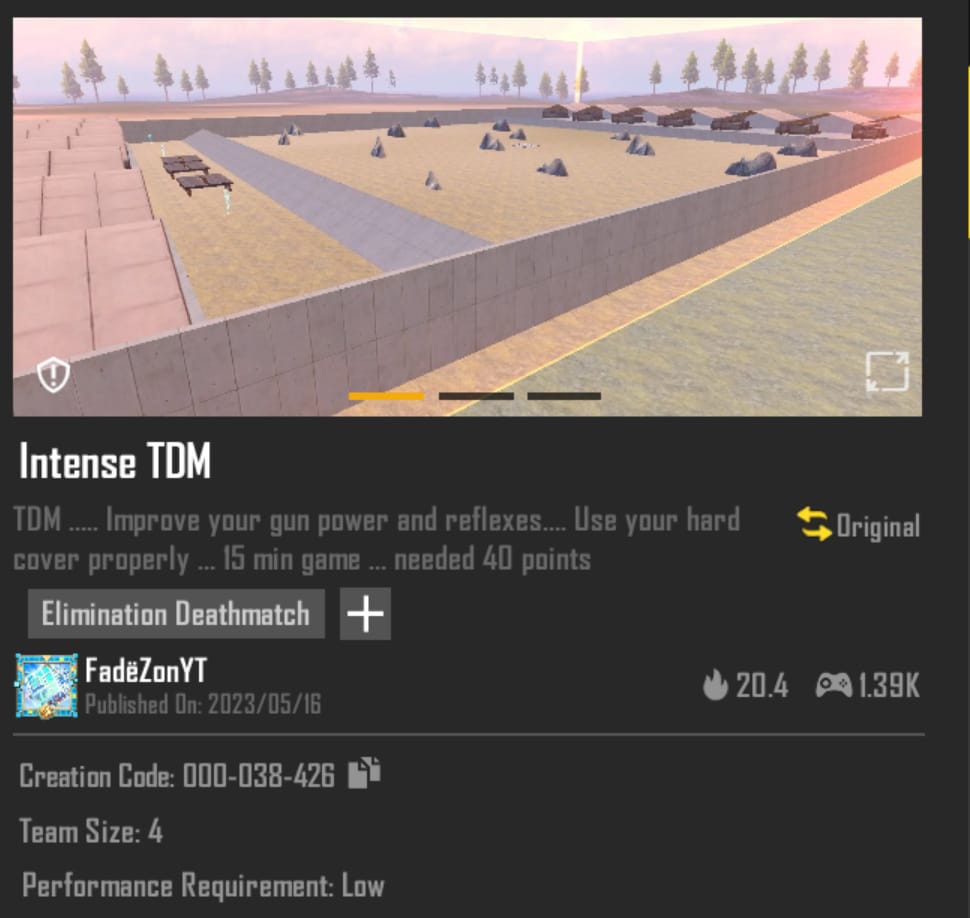 Intense TDM
TDM ..... Improve your gun power and reflexes.... Use your hard
cover properly ... 15 min game ... needed 40 points
Original
Elimination Deathmatch
FadëZonYT
Published On: 2023/05/16
20.4
1.39K
Creation Code: 000-038-426
Team Size: 4
Performance Requirement: Low